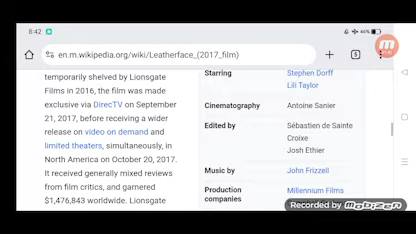 8:42
46%
en.m.wikipedia.org/wiki/Leatherface_(2017_film)
5
temporarily shelved by Lionsgate
Films in 2016, the film was made
exclusive via DirecTV on September
21, 2017, before receiving a wider
release on video on demand and
limited theaters, simultaneously, in
North America on October 20, 2017.
It received generally mixed reviews
from film critics, and garnered
$1,476,843 worldwide. Lionsgate
Starring
Stephen Dorff
Lili Taylor
Cinematography
Antoine Sanier
Edited by
Sébastien de Sainte
Croixe
Josh Ethier
Music by
John Frizzell
Production
companies
Millennium Films
Recorded by Mobizen